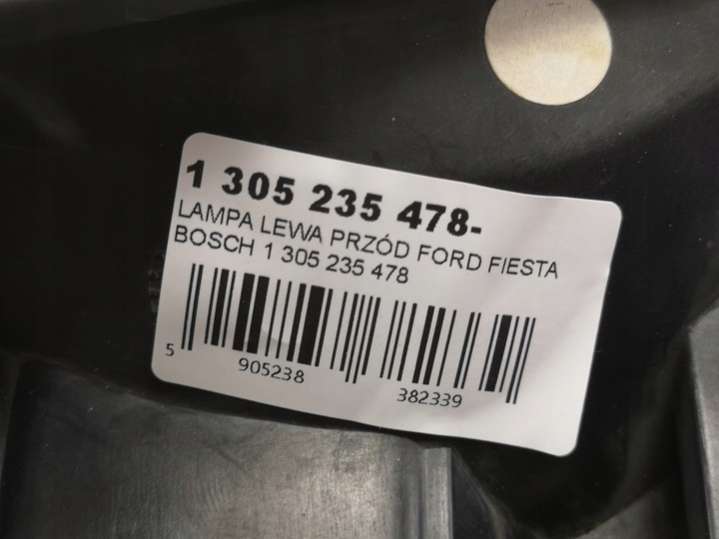 1 305 235 478-
LAMPA LEWA PRZÓD FORD FIESTA
BOSCH 1 305 235 478
5 905238 382339